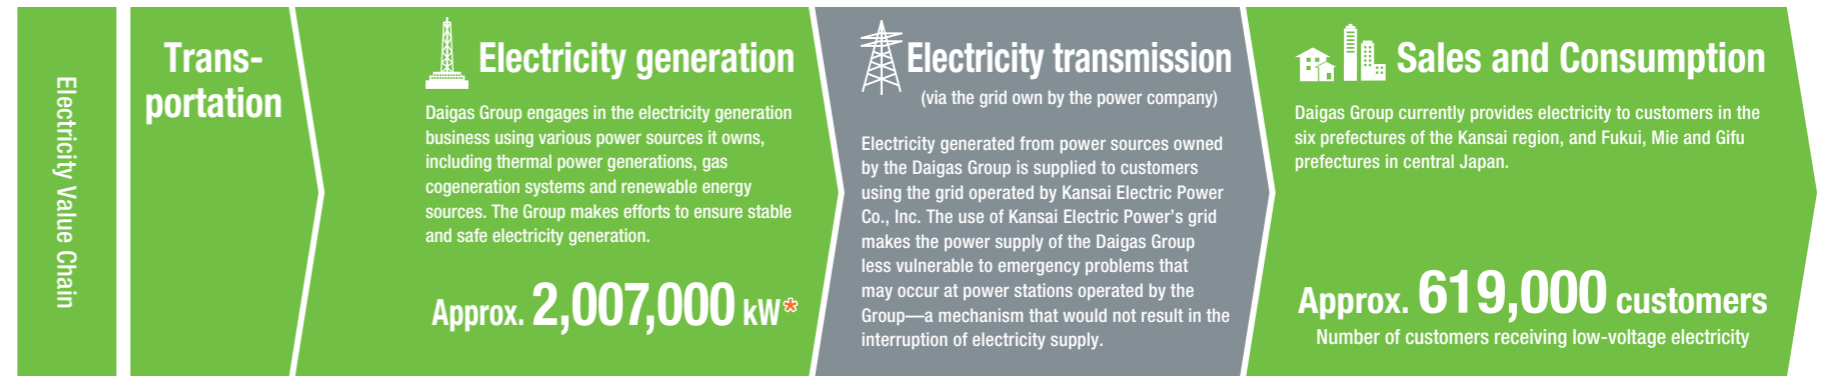 Electricity Value Chain
Trans-
portation
Electricity generation
Daigas Group engages in the electricity generation
business using various power sources it owns,
including thermal power generations, gas
cogeneration systems and renewable energy
sources. The Group makes efforts to ensure stable
and safe electricity generation.
Approx. 2,007,000 kW*
Electricity transmission
(via the grid own by the power company)
Electricity generated from power sources owned
by the Daigas Group is supplied to customers
using the grid operated by Kansai Electric Power
Co., Inc. The use of Kansai Electric Power’s grid
makes the power supply of the Daigas Group
less vulnerable to emergency problems that
may occur at power stations operated by the
Group—a mechanism that would not result in the
interruption of electricity supply.
Sales and Consumption
Daigas Group currently provides electricity to customers in the
six prefectures of the Kansai region, and Fukui, Mie and Gifu
prefectures in central Japan.
Approx. 619,000 customers
Number of customers receiving low-voltage electricity